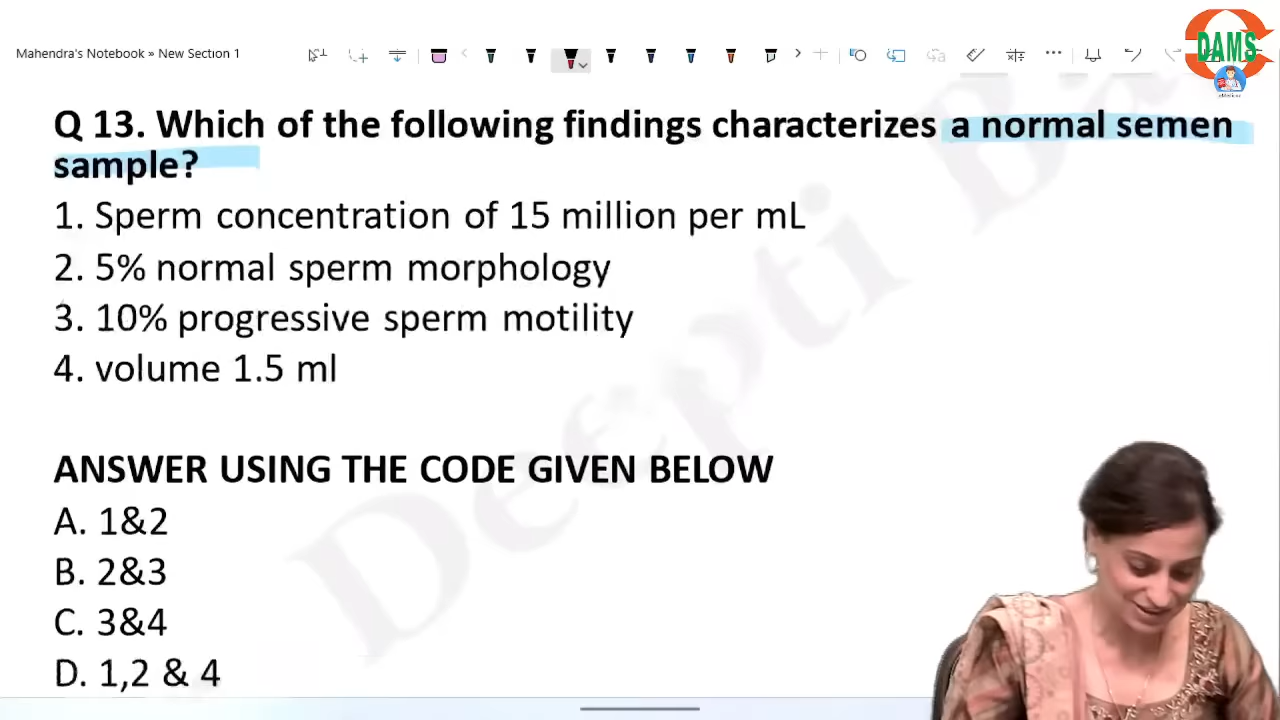 Mahendra's Notebook » New Section 1
DAMS
Q 13. Which of the following findings characterizes a normal semen
sample?
1. Sperm concentration of 15 million per mL
2. 5% normal sperm morphology
3. 10% progressive sperm motility
4. volume 1.5 ml
ANSWER USING THE CODE GIVEN BELOW
A. 1&2
B. 2&3
C. 3&4
D. 1,2 & 4
Deepti Ba